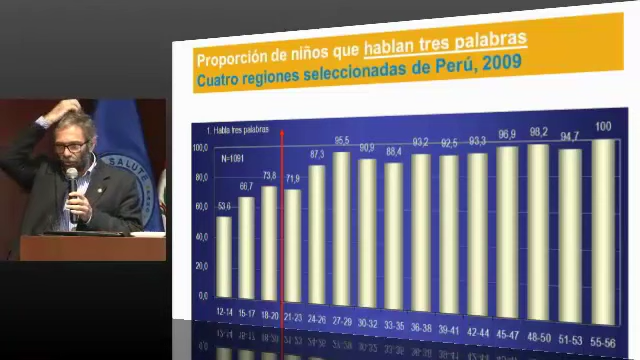 Proporción de niños que hablan tres palabras
Cuatro regiones seleccionadas de Perú, 2009
1. Habla tres palabras
N=1091
100,0
80,0
60,0
40,0
20,0
0,0
53,6 66,7 73,8 71,9 87,3 95,5 90,9 88,4 93,2 92,5 93,3 96,9 98,2 94,7 100
12-14 15-17 18-20 21-23 24-26 27-29 30-32 33-35 36-38 39-41 42-44 45-47 48-50 51-53 55-56
SALUTE